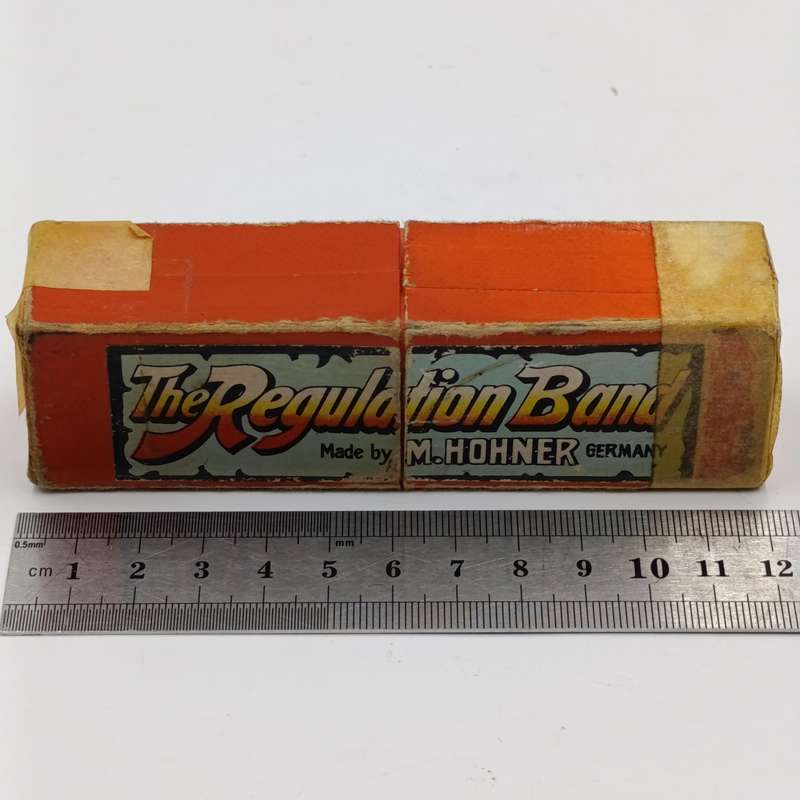 The Regulation Band
Made by M. HOHNER GERMANY
0.5mm mm
cm 1 2 3 4 5 6 7 8 9 10 11 12